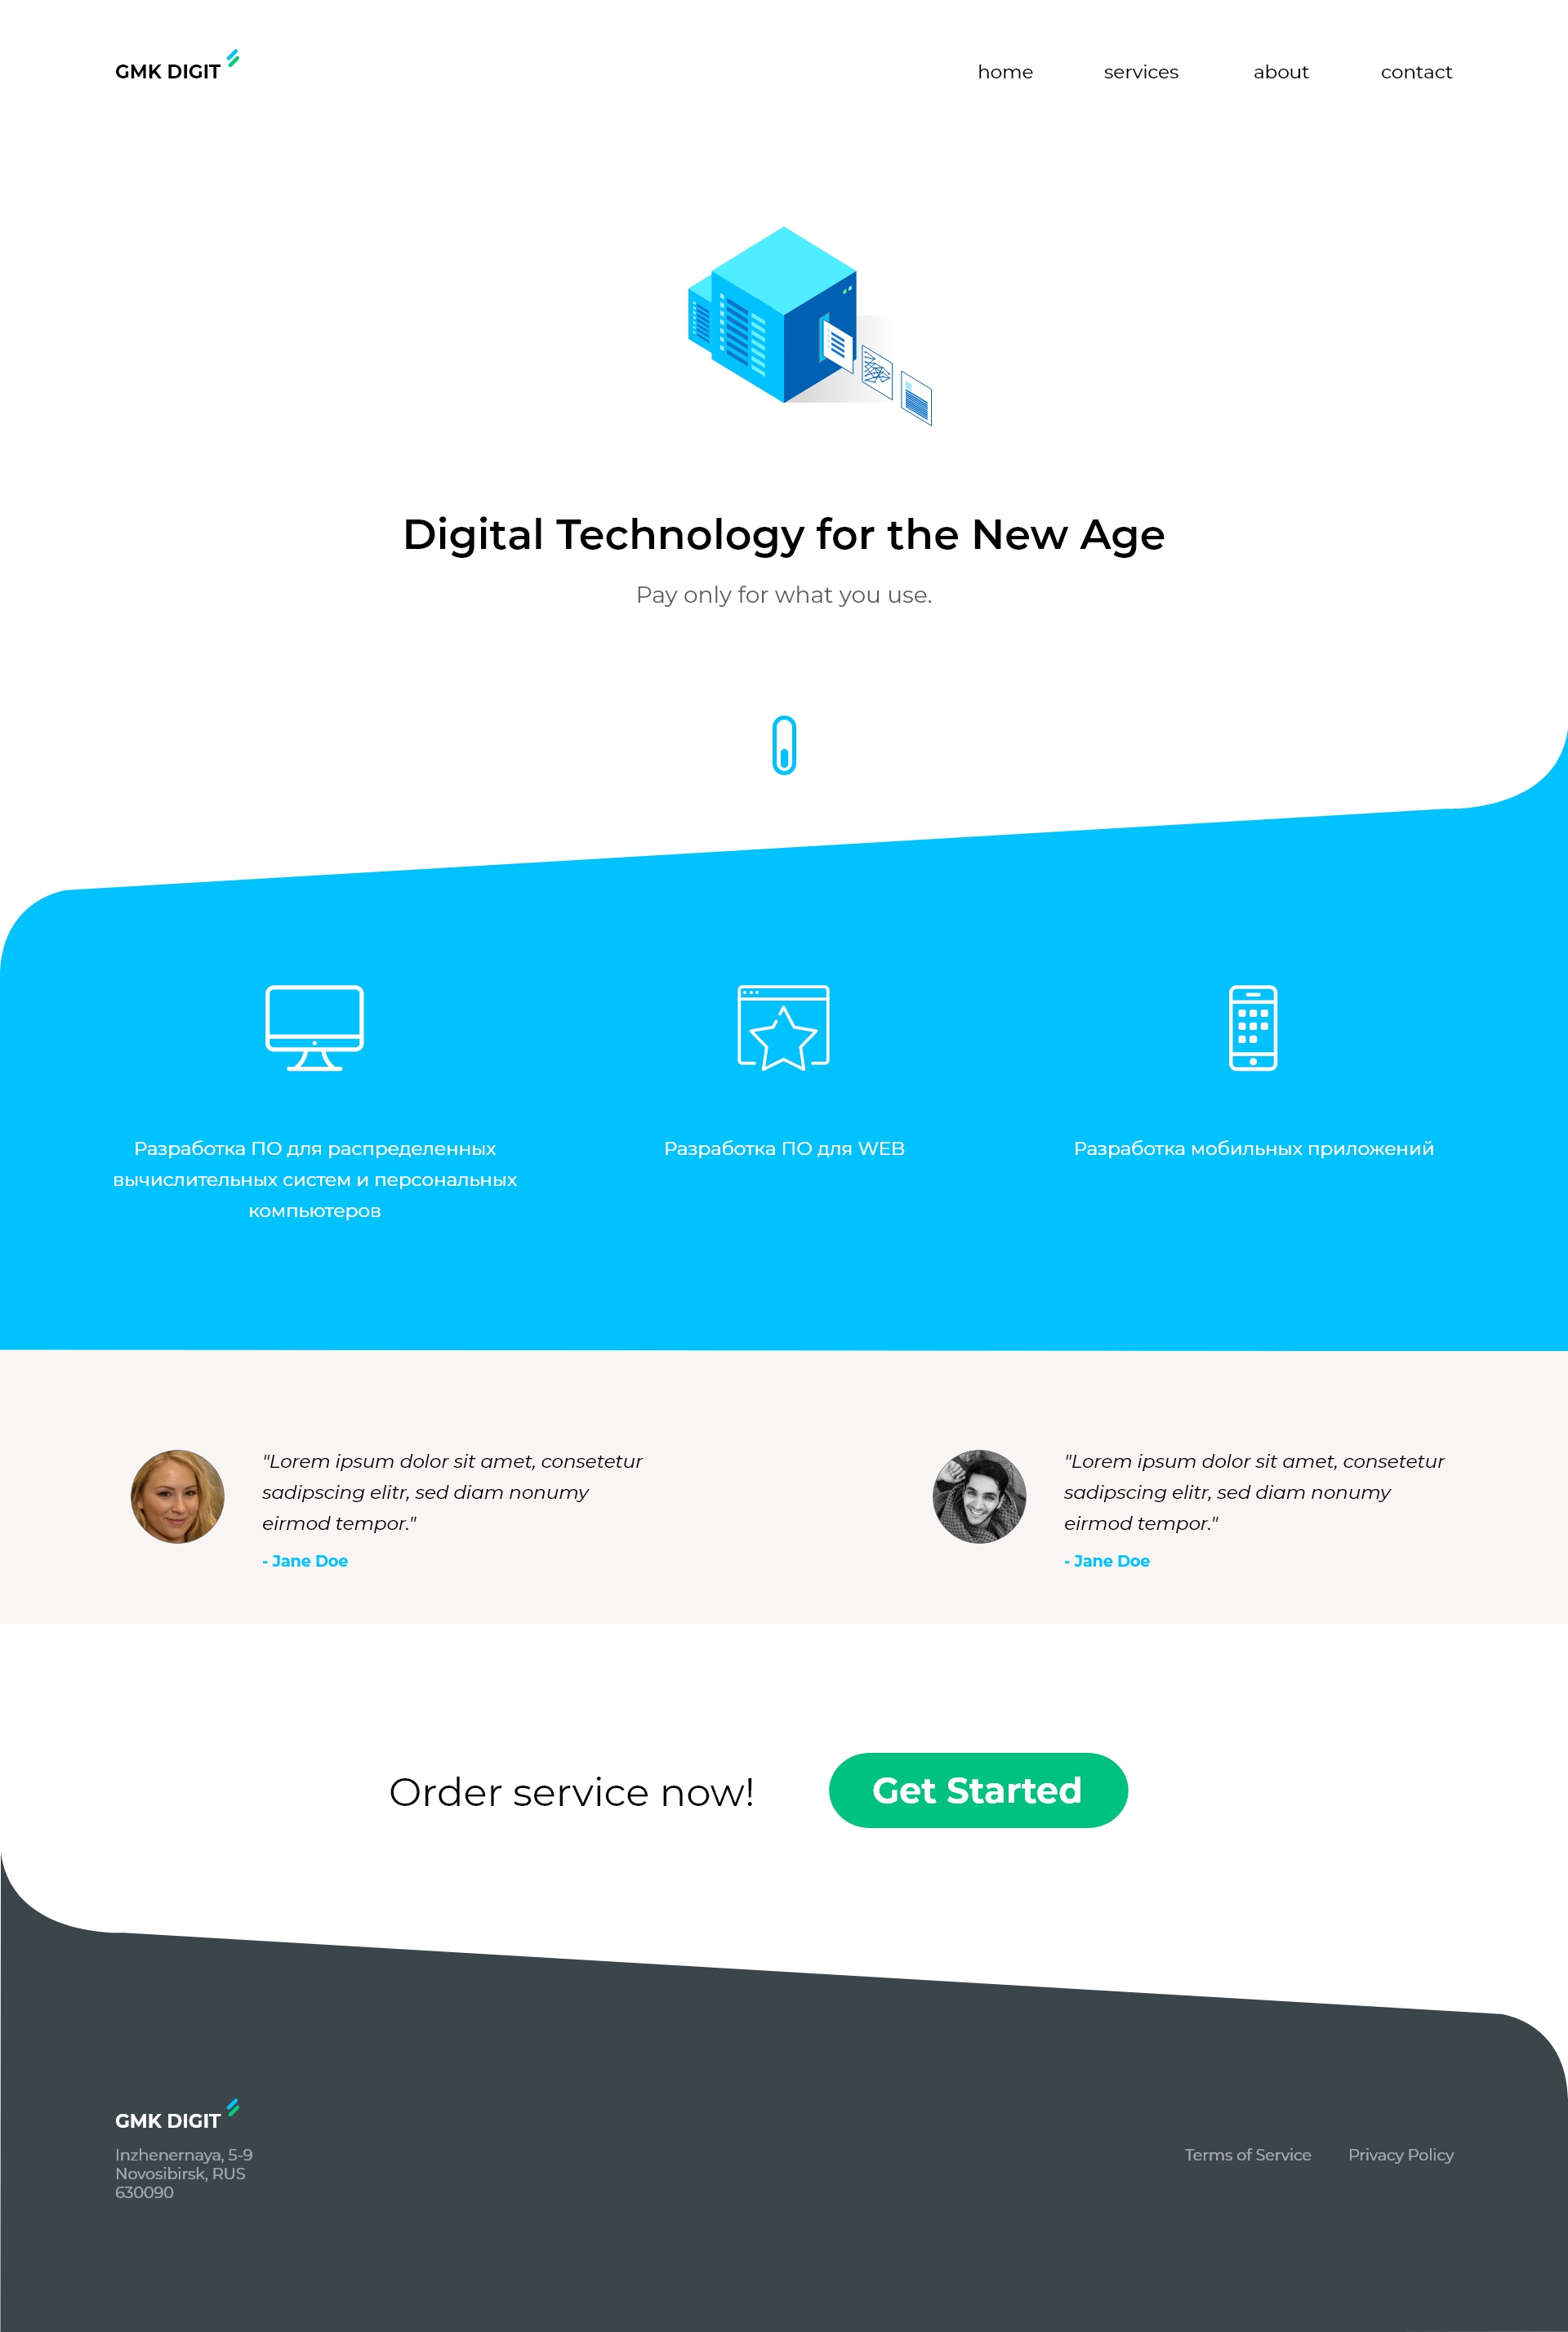 GMK DIGIT
home services about contact
Digital Technology for the New Age
Pay only for what you use.
Разработка ПО для распределенных
вычислительных систем и персональных
компьютеров
Разработка ПО для WEB
Разработка мобильных приложений
"Lorem ipsum dolor sit amet, consetetur
sadipscing elitr, sed diam nonumy
eirmod tempor."
- Jane Doe
"Lorem ipsum dolor sit amet, consetetur
sadipscing elitr, sed diam nonumy
eirmod tempor."
- Jane Doe
Order service now!
Get Started
GMK DIGIT
Inzhenernaya, 5-9
Novosibirsk, RUS
630090
Terms of Service Privacy Policy